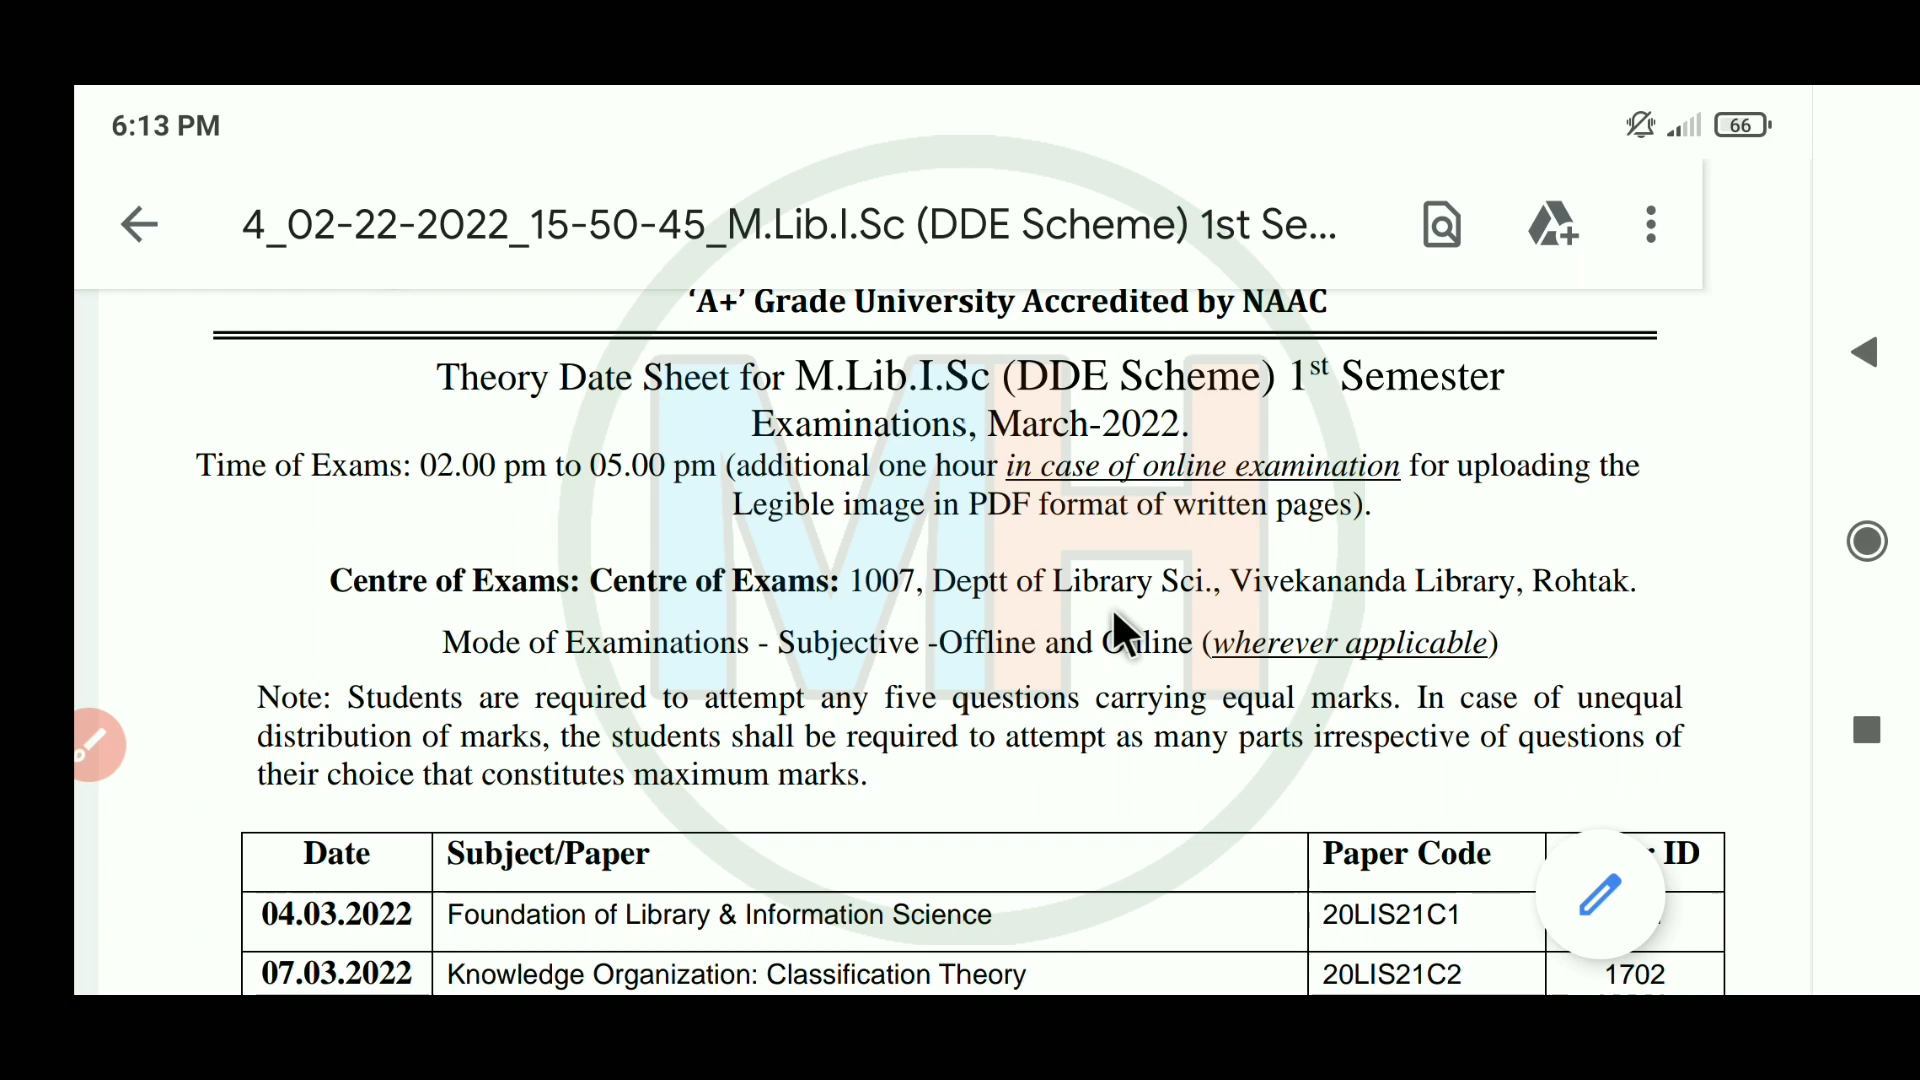 6:13 PM
66
4_02-22-2022_15-50-45_M.Lib.I.Sc (DDE Scheme) 1st Se...
‘A+’ Grade University Accredited by NAAC
Theory Date Sheet for M.Lib.I.Sc (DDE Scheme) 1st Semester
Examinations, March-2022.
Time of Exams: 02.00 pm to 05.00 pm (additional one hour in case of online examination for uploading the
Legible image in PDF format of written pages).
Centre of Exams: Centre of Exams: 1007, Deptt of Library Sci., Vivekananda Library, Rohtak.
Mode of Examinations - Subjective -Offline and Online (wherever applicable)
Note: Students are required to attempt any five questions carrying equal marks. In case of unequal
distribution of marks, the students shall be required to attempt as many parts irrespective of questions of
their choice that constitutes maximum marks.
Date Subject/Paper Paper Code ID
04.03.2022 Foundation of Library & Information Science 20LIS21C1
07.03.2022 Knowledge Organization: Classification Theory 20LIS21C2 1702
MH